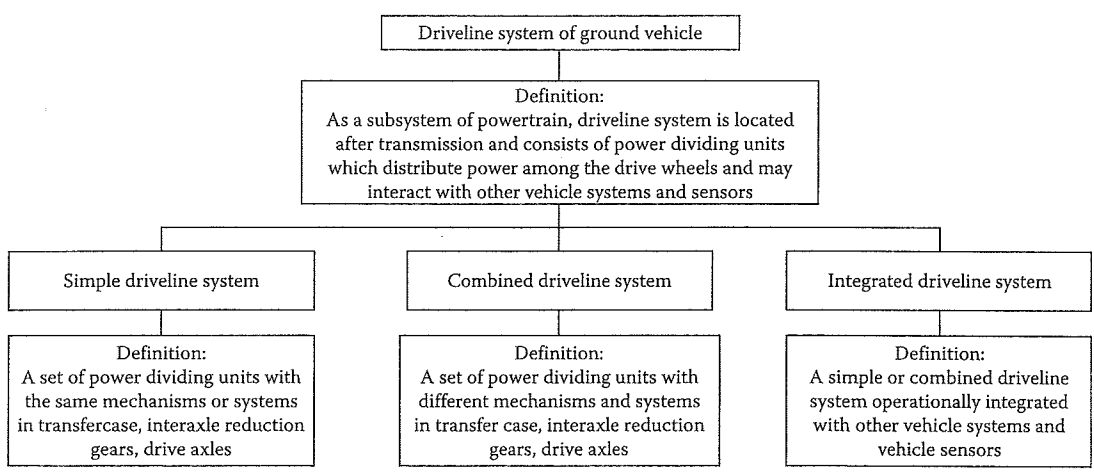 Driveline system of ground vehicle
Definition:
As a subsystem of powertrain, driveline system is located
after transmission and consists of power dividing units
which distribute power among the drive wheels and may
interact with other vehicle systems and sensors
Simple driveline system
Definition:
A set of power dividing units with
the same mechanisms or systems
in transfercase, interaxle reduction
gears, drive axles
Combined driveline system
Definition:
A set of power dividing units with
different mechanisms and systems
in transfer case, interaxle reduction
gears, drive axles
Integrated driveline system
Definition:
A simple or combined driveline
system operationally integrated
with other vehicle systems and
vehicle sensors